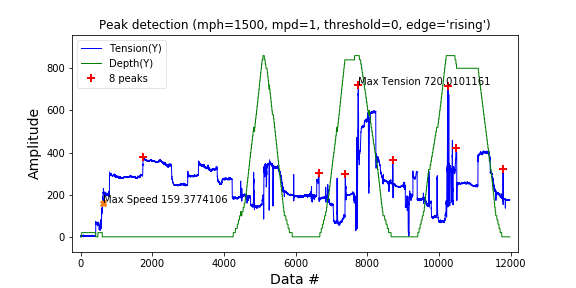 Peak detection (mph=1500, mpd=1, threshold=0, edge='rising')
Tension(Y)
Depth(Y)
8 peaks
Max Tension 720.0101161
Max Speed 159.3774106
Amplitude
800
600
400
200
0
0 2000 4000 6000 8000 10000 12000
Data #